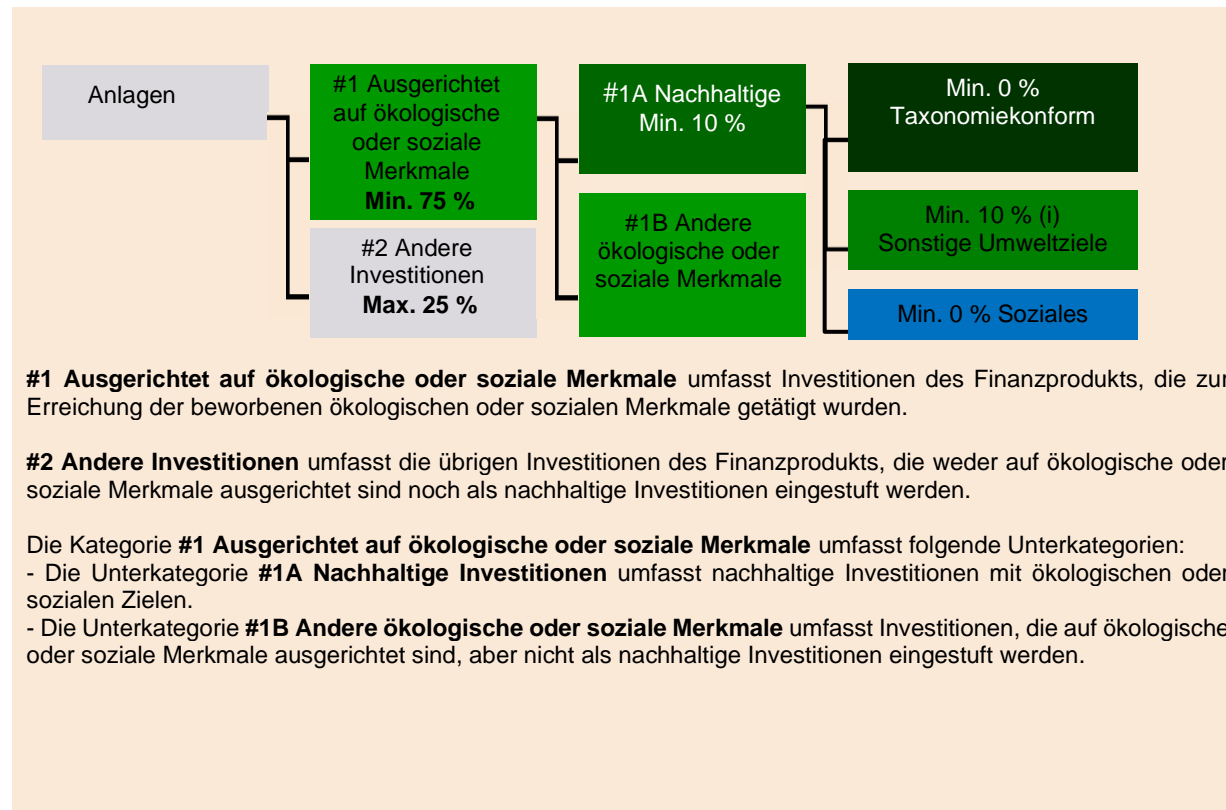 Anlagen
#1 Ausgerichtet
auf ökologische
oder soziale
Merkmale
Min. 75 %
#2 Andere
Investitionen
Max. 25 %
#1A Nachhaltige
Min. 10 %
#1B Andere
ökologische oder
soziale Merkmale
Min. 0 %
Taxonomiekonform
Min. 10 % (i)
Sonstige Umweltziele
Min. 0 % Soziales
#1 Ausgerichtet auf ökologische oder soziale Merkmale umfasst Investitionen des Finanzprodukts, die zur
Erreichung der beworbenen ökologischen oder sozialen Merkmale getätigt wurden.
#2 Andere Investitionen umfasst die übrigen Investitionen des Finanzprodukts, die weder auf ökologische oder
soziale Merkmale ausgerichtet sind noch als nachhaltige Investitionen eingestuft werden.
Die Kategorie #1 Ausgerichtet auf ökologische oder soziale Merkmale umfasst folgende Unterkategorien:
- Die Unterkategorie #1A Nachhaltige Investitionen umfasst nachhaltige Investitionen mit ökologischen oder
sozialen Zielen.
- Die Unterkategorie #1B Andere ökologische oder soziale Merkmale umfasst Investitionen, die auf ökologische
oder soziale Merkmale ausgerichtet sind, aber nicht als nachhaltige Investitionen eingestuft werden.